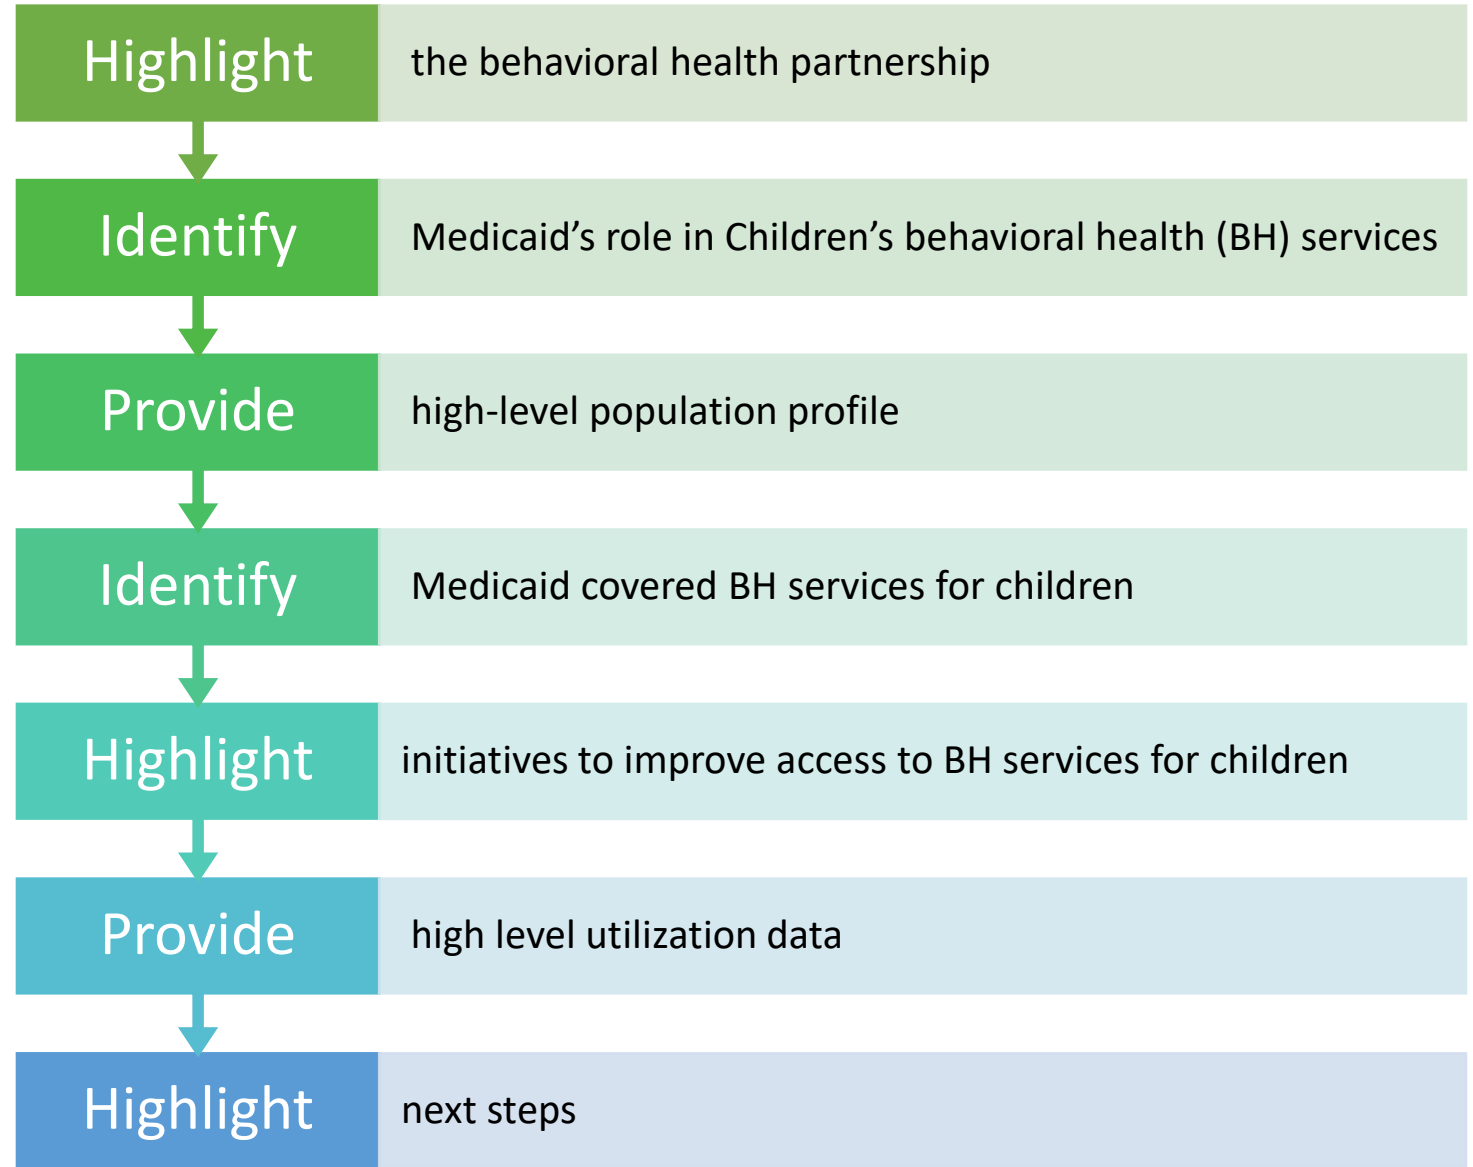 Highlight
the behavioral health partnership
Identify
Medicaid’s role in Children’s behavioral health (BH) services
Provide
high-level population profile
Identify
Medicaid covered BH services for children
Highlight
initiatives to improve access to BH services for children
Provide
high level utilization data
Highlight
next steps